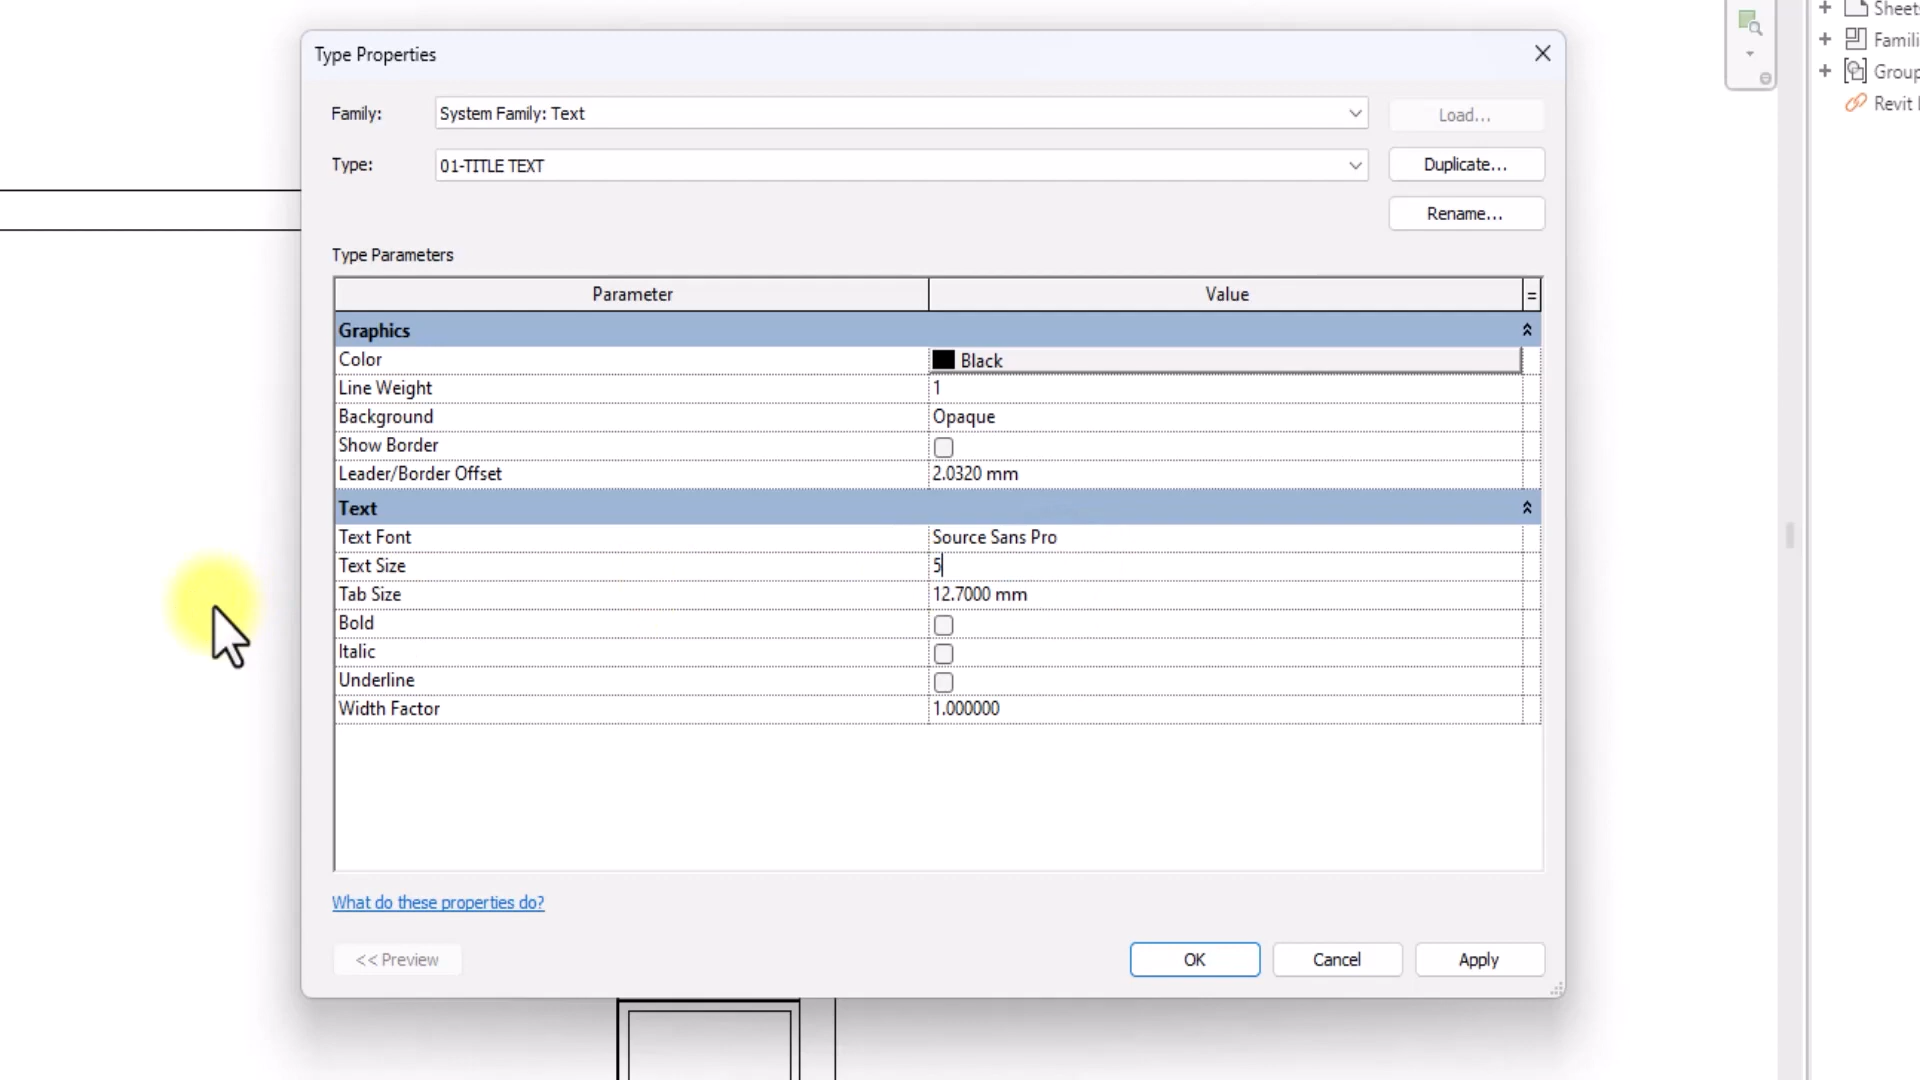 Type Properties
Family: System Family: Text Load...
Type: 01-TITLE TEXT Duplicate...
Rename...
Type Parameters
Parameter Value =
Graphics
Color Black
Line Weight 1
Background Opaque
Show Border
Leader/Border Offset 2.0320 mm
Text
Text Font Source Sans Pro
Text Size 5
Tab Size 12.7000 mm
Bold
Italic
Underline
Width Factor 1.000000
What do these properties do?
<< Preview OK Cancel Apply
Sheets
Famili
Group
Revit